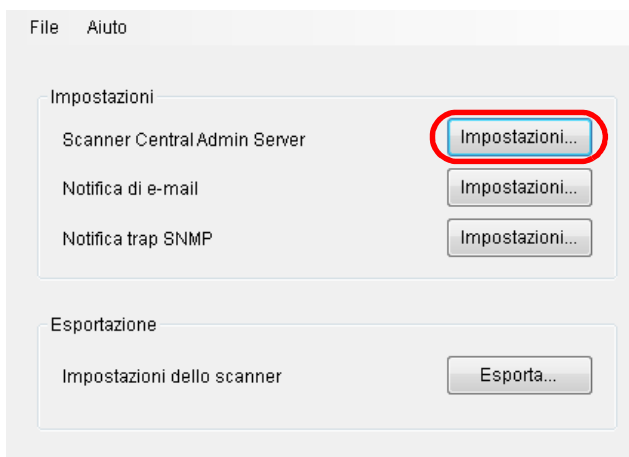 File Aiuto
Impostazioni
Scanner Central Admin Server Impostazioni...
Notifica di e-mail Impostazioni...
Notifica trap SNMP Impostazioni...
Esportazione
Impostazioni dello scanner Esporta...